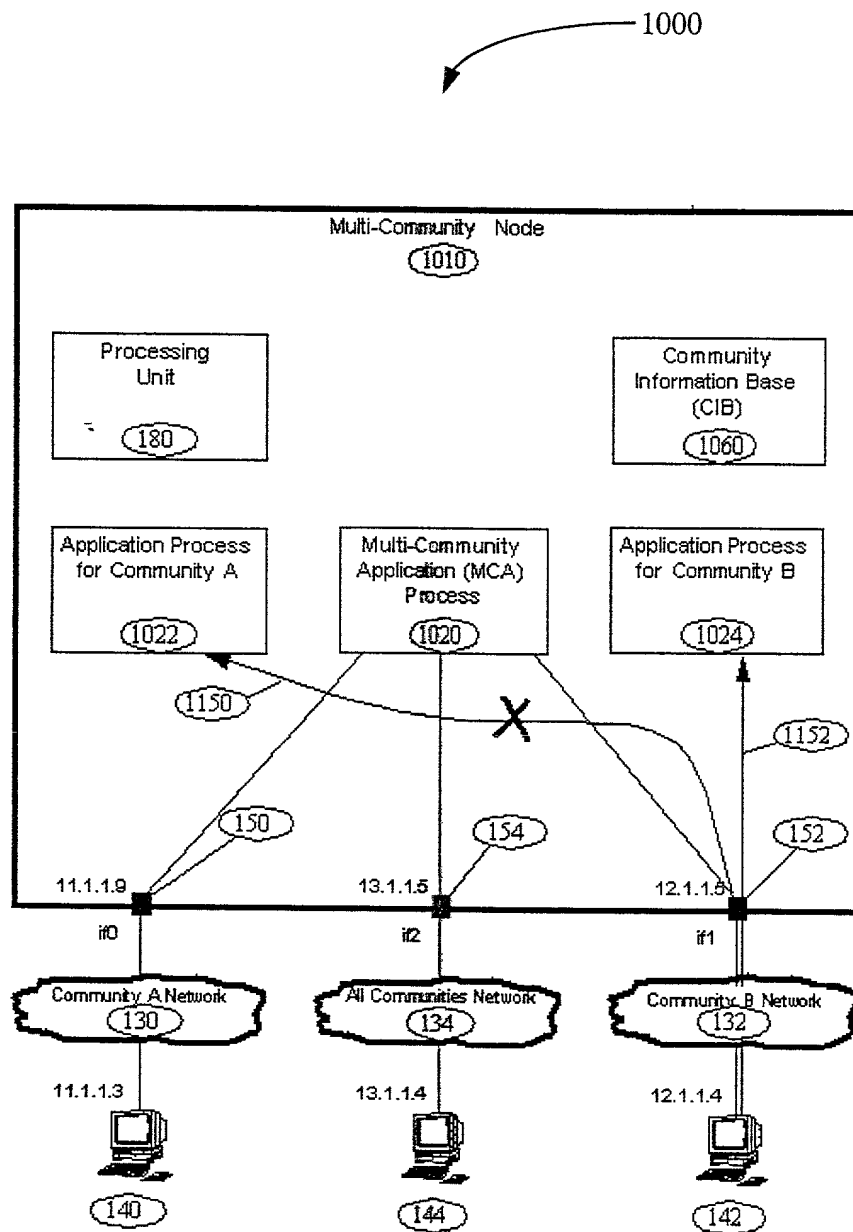 1000
Multi-Community Node
1010
Processing
Unit
180
Community
Information Base
(CIB)
1060
Application Process
for Community A
1022
Multi-Community
Application (MCA)
Process
1020
Application Process
for Community B
1024
1150
1152
150
154
152
11.1.1.9
13.1.1.5
12.1.1.5
if0
if2
if1
Community A Network
130
All Communities Network
134
Community B Network
132
11.1.1.3
13.1.1.4
12.1.1.4
140
144
142